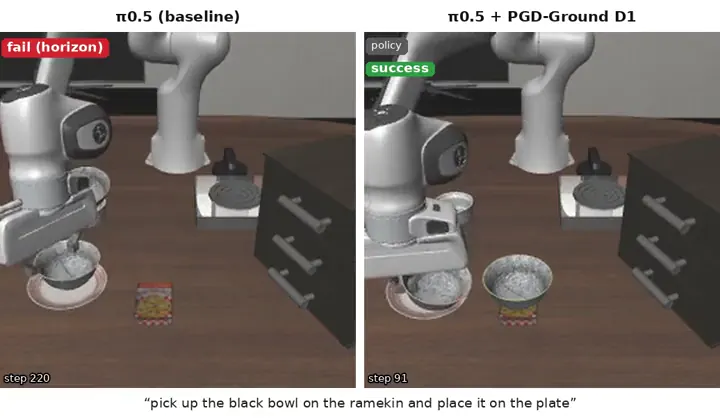 π0.5 (baseline)
π0.5 + PGD-Ground D1
fail (horizon)
policy
success
step 220
step 91
“pick up the black bowl on the ramekin and place it on the plate”